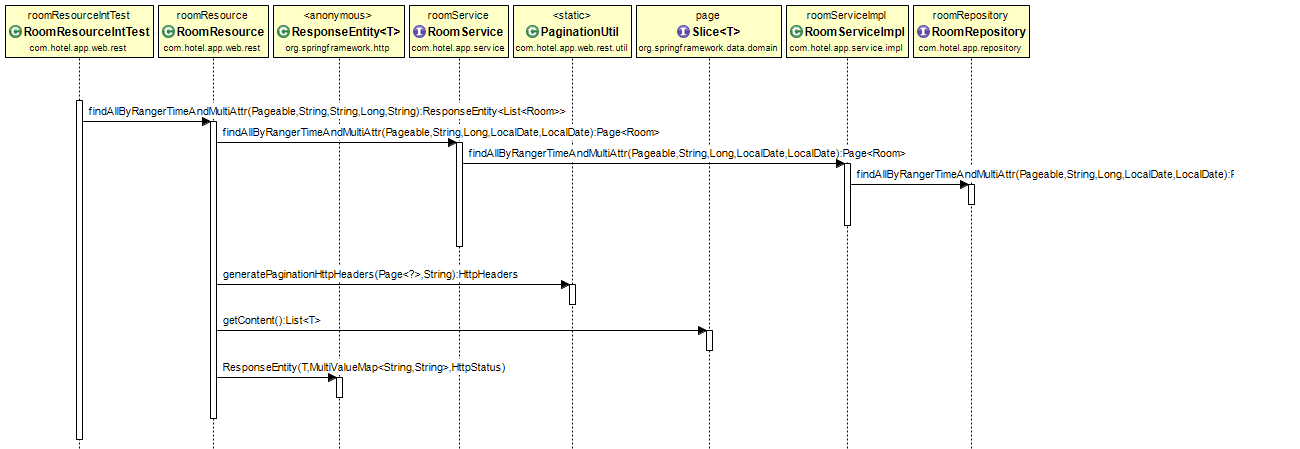 roomResourceIntTest
C RoomResourceIntTest
com.hotel.app.web.rest
roomResource
C RoomResource
com.hotel.app.web.rest
<anonymous>
C ResponseEntity<T>
org.springframework.http
roomService
I RoomService
com.hotel.app.service
<static>
C PaginationUtil
com.hotel.app.web.rest.util
page
I Slice<T>
org.springframework.data.domain
roomServiceImpl
C RoomServiceImpl
com.hotel.app.service.impl
roomRepository
I RoomRepository
com.hotel.app.repository
findAllByRangerTimeAndMultiAttr(Pageable,String,String,Long,String):ResponseEntity<List<Room>>
findAllByRangerTimeAndMultiAttr(Pageable,String,Long,LocalDate,LocalDate):Page<Room>
findAllByRangerTimeAndMultiAttr(Pageable,String,Long,LocalDate,LocalDate):Page<Room>
findAllByRangerTimeAndMultiAttr(Pageable,String,Long,LocalDate,LocalDate):
generatePaginationHttpHeaders(Page<?>,String):HttpHeaders
getContent():List<T>
ResponseEntity(T,MultiValueMap<String,String>,HttpStatus)